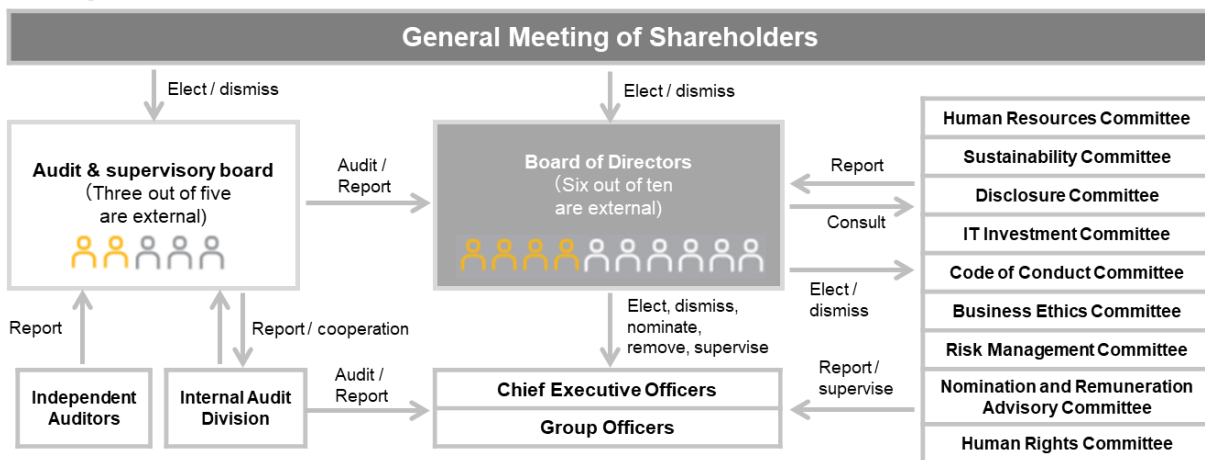 General Meeting of Shareholders
Elect / dismiss
Elect / dismiss
Audit & supervisory board
(Three out of five
are external)
Audit /
Report
Board of Directors
(Six out of ten
are external)
Report
Consult
Elect /
dismiss
Human Resources Committee
Sustainability Committee
Disclosure Committee
IT Investment Committee
Code of Conduct Committee
Business Ethics Committee
Risk Management Committee
Nomination and Remuneration
Advisory Committee
Human Rights Committee
Report
Report / cooperation
Elect, dismiss,
nominate,
remove, supervise
Report /
supervise
Independent
Auditors
Internal Audit
Division
Audit /
Report
Chief Executive Officers
Group Officers